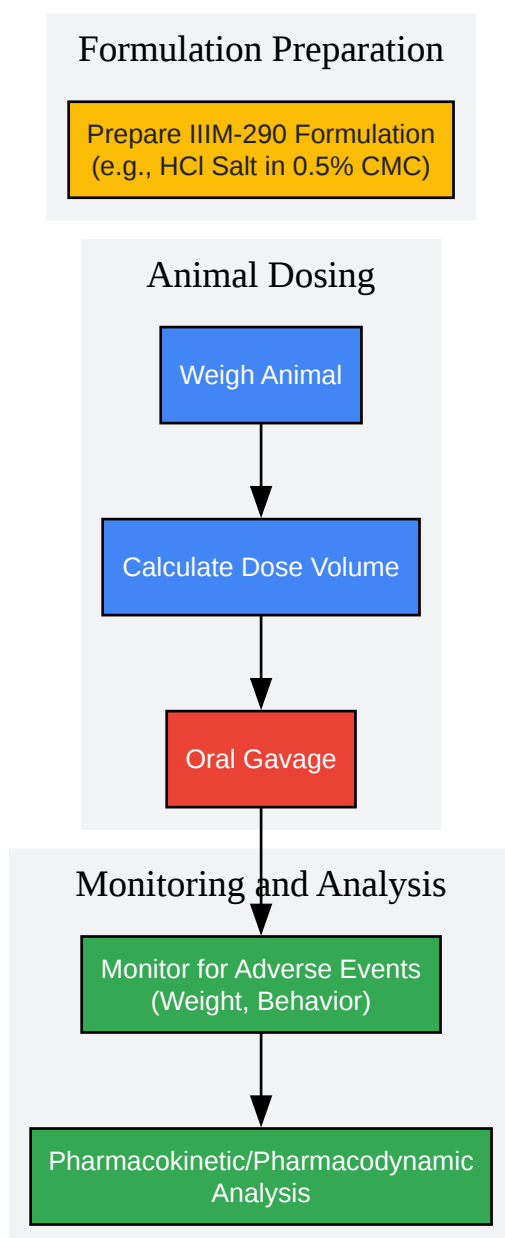 Formulation Preparation
Prepare IIIM-290 Formulation
(e.g., HCl Salt in 0.5% CMC)
Animal Dosing
Weigh Animal
Calculate Dose Volume
Oral Gavage
Monitoring and Analysis
Monitor for Adverse Events
(Weight, Behavior)
Pharmacokinetic/Pharmacodynamic
Analysis